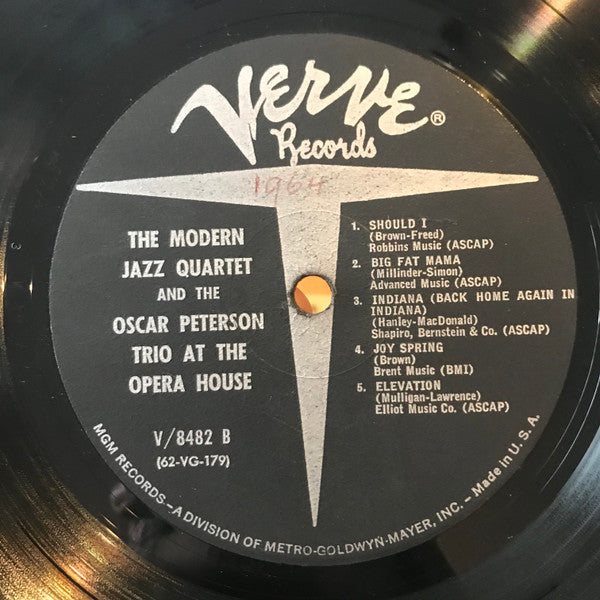 VERVE ®
Records
1964
THE MODERN
JAZZ QUARTET
AND THE
OSCAR PETERSON
TRIO AT THE
OPERA HOUSE
V/8482 B
(62-VG-179)
1. SHOULD I
(Brown-Freed)
Robbins Music (ASCAP)
2. BIG FAT MAMA
(Millinder-Simon)
Advanced Music (ASCAP)
3. INDIANA (BACK HOME AGAIN IN
INDIANA)
(Hanley-MacDonald)
Shapiro, Bernstein & Co. (ASCAP)
4. JOY SPRING
(Brown)
Brent Music (BMI)
5. ELEVATION
(Mulligan-Lawrence)
Elliot Music Co. (ASCAP)
MGM RECORDS—A DIVISION OF METRO-GOLDWYN-MAYER, INC. – Made in U. S. A.